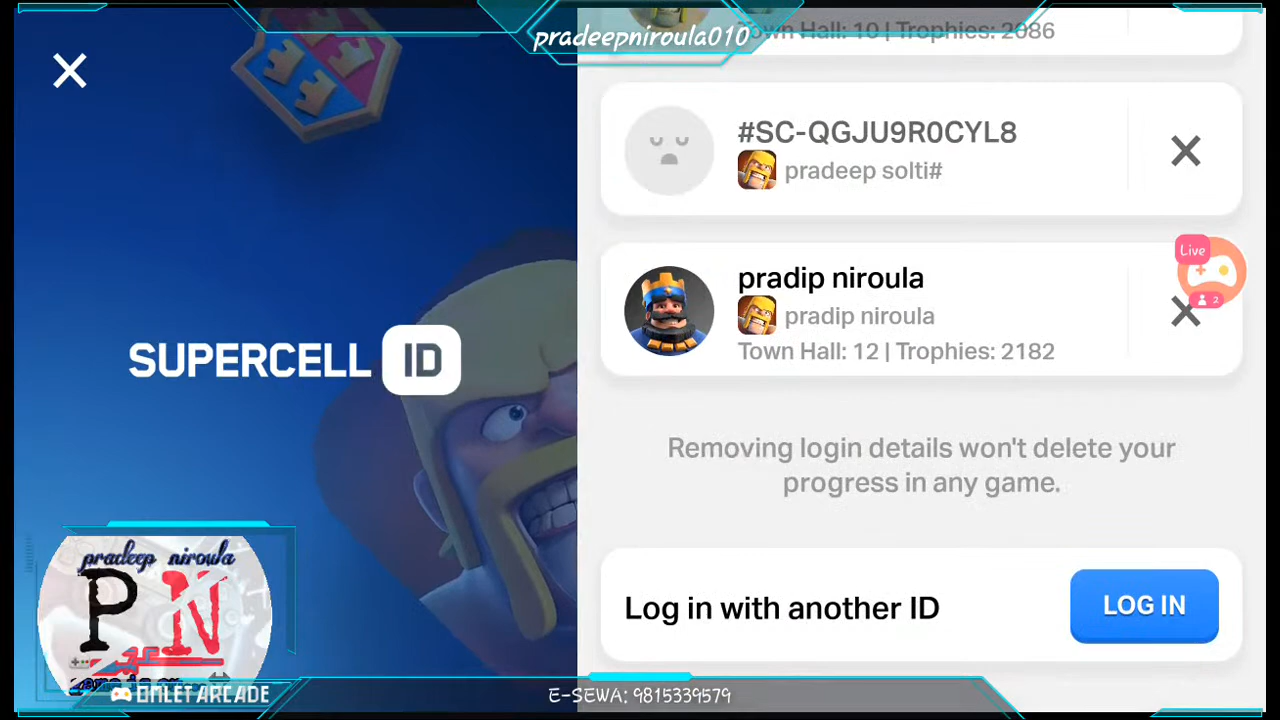 pradeepniroula010
Town Hall: 10 | Trophies: 2086
#SC-QGJU9R0CYL8
pradeep solti#
Live
2
pradip niroula
pradip niroula
Town Hall: 12 | Trophies: 2182
SUPERCELL ID
Removing login details won't delete your
progress in any game.
pradeep niroula
PN
Log in with another ID
LOG IN
OMLET ARCADE
E-SEWA: 9815339579